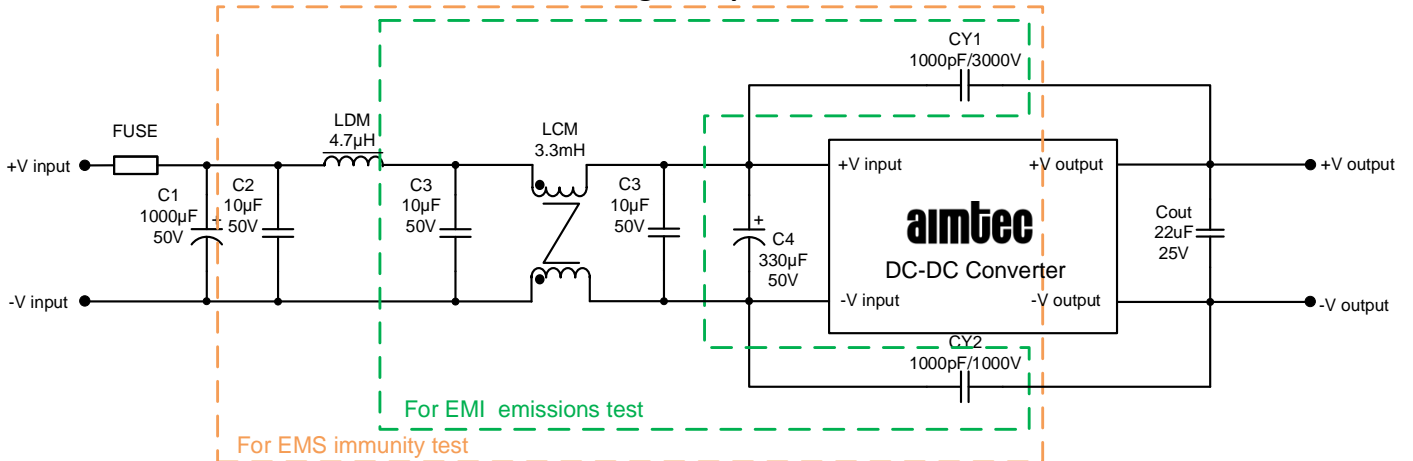 CY1
1000pF/3000V
FUSE
LDM
4.7µH
LCM
3.3mH
+V input
+V input
+V output
+V output
C1
1000µF
50V
+
C2
10µF
50V
C3
10µF
50V
C3
10µF
50V
+
C4
330µF
50V
aimtec
DC-DC Converter
Cout
22uF
25V
-V input
-V input
-V output
-V output
CY2
1000pF/1000V
For EMI emissions test
For EMS immunity test